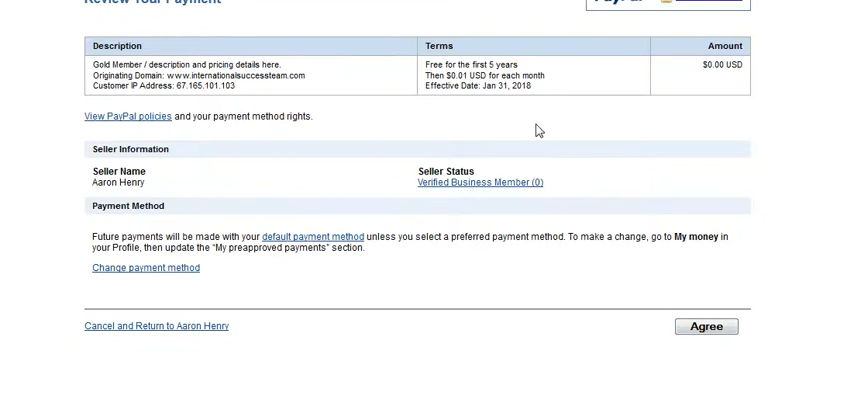 Review Your Payment
PayPal
Description Terms Amount
Gold Member / description and pricing details here. Free for the first 5 years $0.00 USD
Originating Domain: www.internationalsuccessteam.com Then $0.01 USD for each month
Customer IP Address: 67.165.101.103 Effective Date: Jan 31, 2018
View PayPal policies and your payment method rights.
Seller Information
Seller Name Seller Status
Aaron Henry Verified Business Member (0)
Payment Method
Future payments will be made with your default payment method unless you select a preferred payment method. To make a change, go to My money in
your Profile, then update the "My preapproved payments" section.
Change payment method
Cancel and Return to Aaron Henry Agree